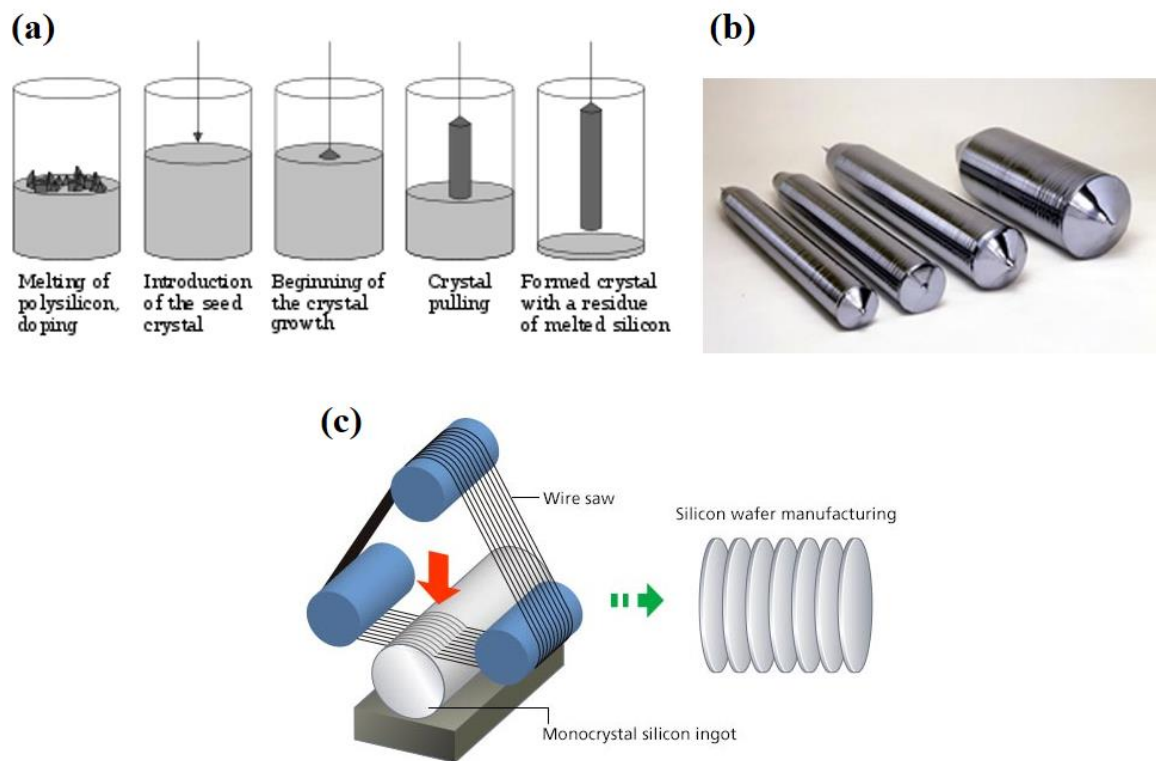 (a)
(b)
Melting of
polysilicon,
doping
Introduction
of the seed
crystal
Beginning of
the crystal
growth
Crystal
pulling
Formed crystal
with a residue
of melted silicon
(c)
Wire saw
Silicon wafer manufacturing
Monocrystal silicon ingot